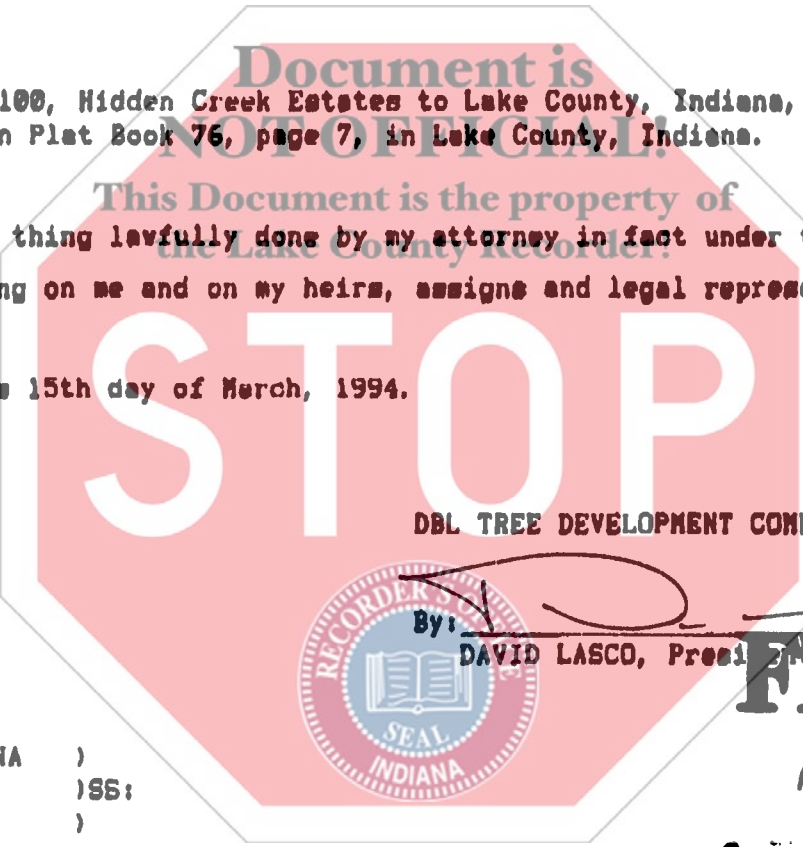 Document is
100, Hidden Creek Estates to Lake County, Indiana,
n Plat Book 76, page 7, in Lake County, Indiana.
NOT OFFICIAL!
This Document is the property of
thing lawfully done by my attorney in fact under
the Lake County Recorder!
ng on me and on my heirs, assigns and legal
STOP
15th day of March, 1994.
DBL TREE DEVELOPMENT
By:
DAVID LASCO,
RECORDER'S OFFICE
SEAL
INDIANA
)
)SS:
)